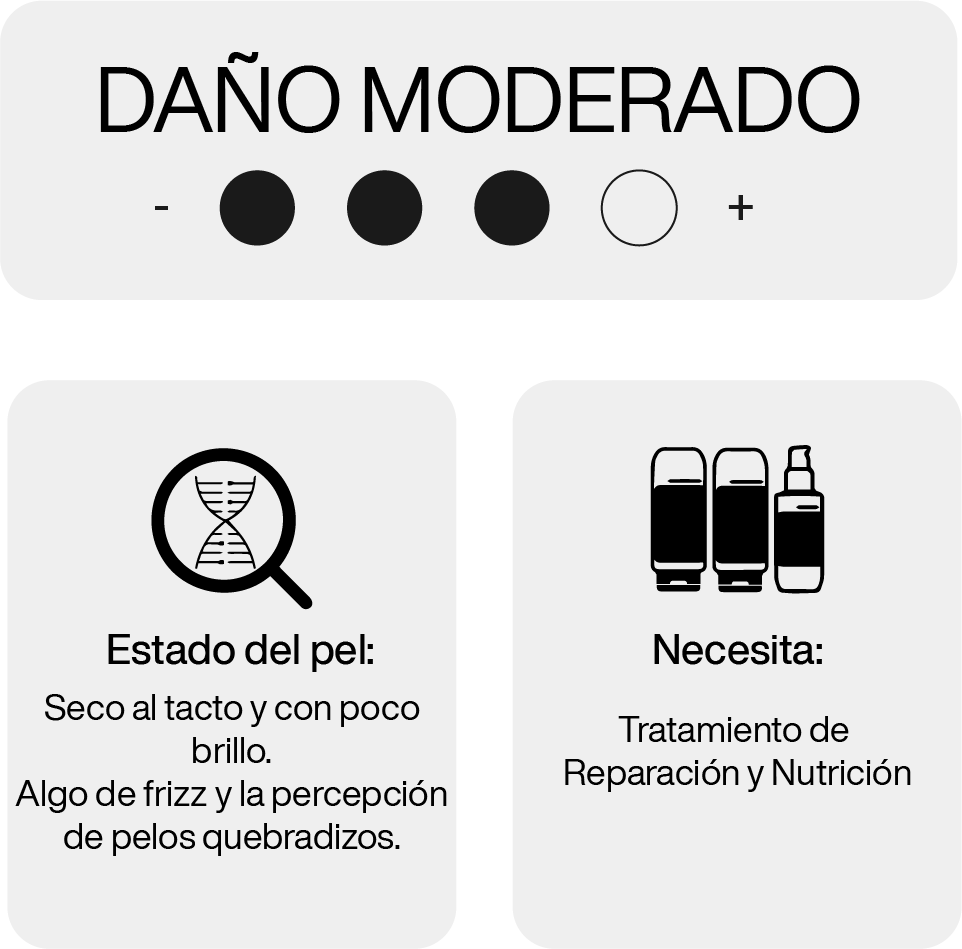 DAÑO MODERADO
- +
Estado del pel:
Seco al tacto y con poco
brillo.
Algo de frizz y la percepción
de pelos quebradizos.
Necesita:
Tratamiento de
Reparación y Nutrición